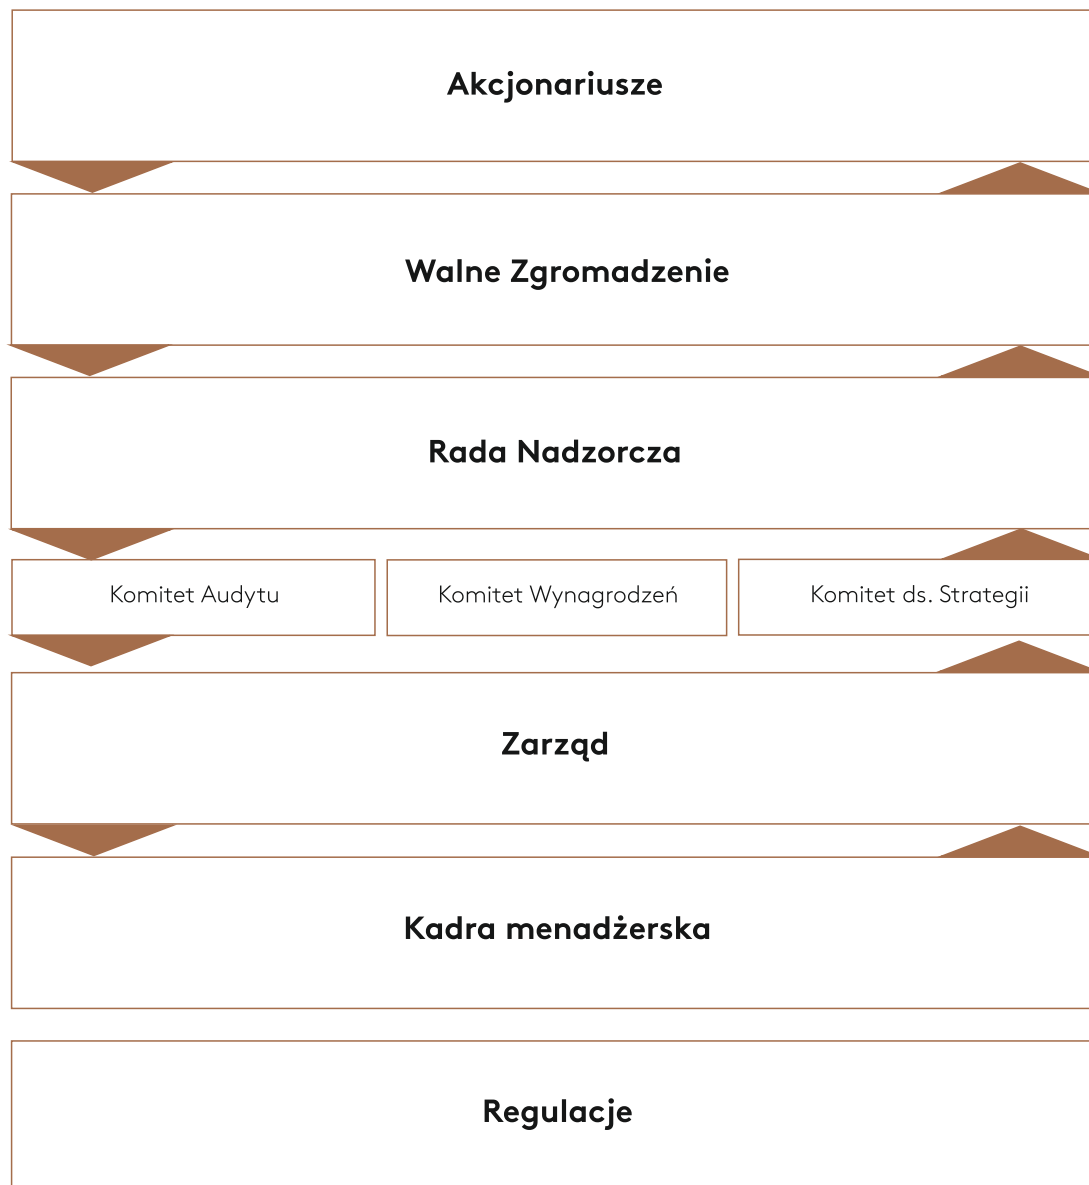 Akcjonariusze
Walne Zgromadzenie
Rada Nadzorcza
Komitet Audytu
Komitet Wynagrodzeń
Komitet ds. Strategii
Zarząd
Kadra menadżerska
Regulacje